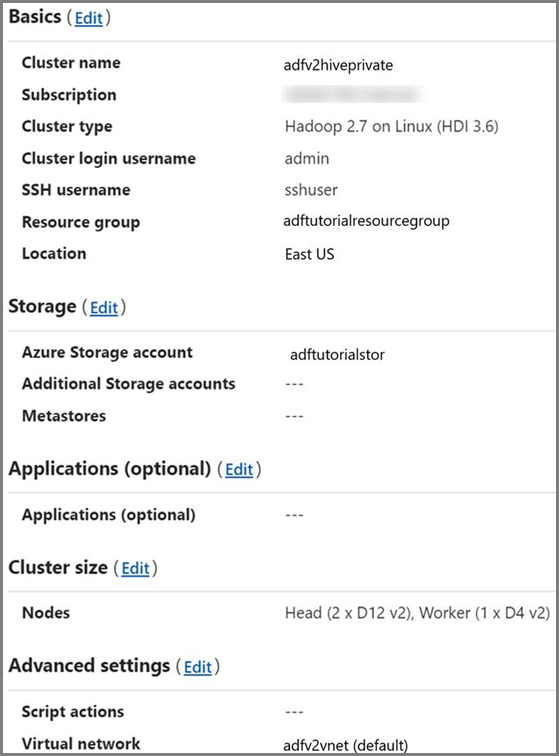 Basics (Edit)
Cluster name adfv2hiveprivate
Subscription
Cluster type Hadoop 2.7 on Linux (HDI 3.6)
Cluster login username admin
SSH username sshuser
Resource group adftutorialresourcegroup
Location East US
Storage (Edit)
Azure Storage account adftutorialstor
Additional Storage accounts ---
Metastores ---
Applications (optional) (Edit)
Applications (optional) ---
Cluster size (Edit)
Nodes Head (2 x D12 v2), Worker (1 x D4 v2)
Advanced settings (Edit)
Script actions ---
Virtual network adfv2vnet (default)